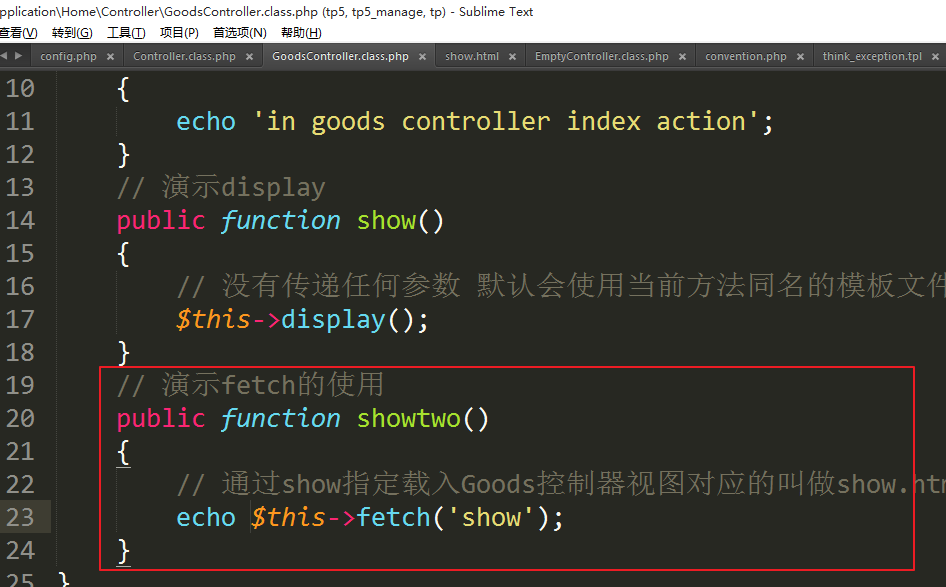 pplication\Home\Controller\GoodsController.class.php (tp5, tp5_manage, tp) - Sublime Text
查看(V) 转到(G) 工具(T) 项目(P) 首选项(N) 帮助(H)
config.php × Controller.class.php × GoodsController.class.php × show.html × EmptyController.class.php × convention.php × think_exception.tpl ×
10 {
11 echo 'in goods controller index action';
12 }
13 // 演示display
14 public function show()
15 {
16 // 没有传递任何参数 默认会使用当前方法同名的模板文件
17 $this->display();
18 }
19 // 演示fetch的使用
20 public function showtwo()
21 {
22 // 通过show指定载入Goods控制器视图对应的叫做show.htm
23 echo $this->fetch('show');
24 }
25 }